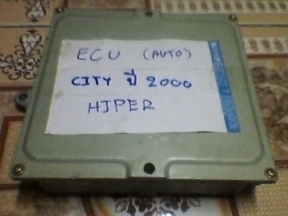 ECU (AUTO)
CITY ปี 2000
HIPER